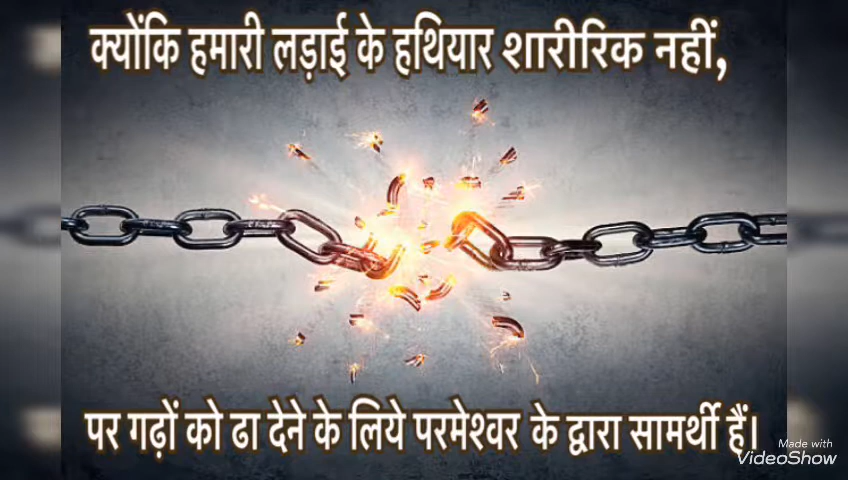 क्योंकि हमारी लड़ाई के हथियार शारीरिक नहीं,
पर गढ़ों को ढा देने के लिये परमेश्वर के द्वारा सामर्थी हैं।
Made with
VideoShow